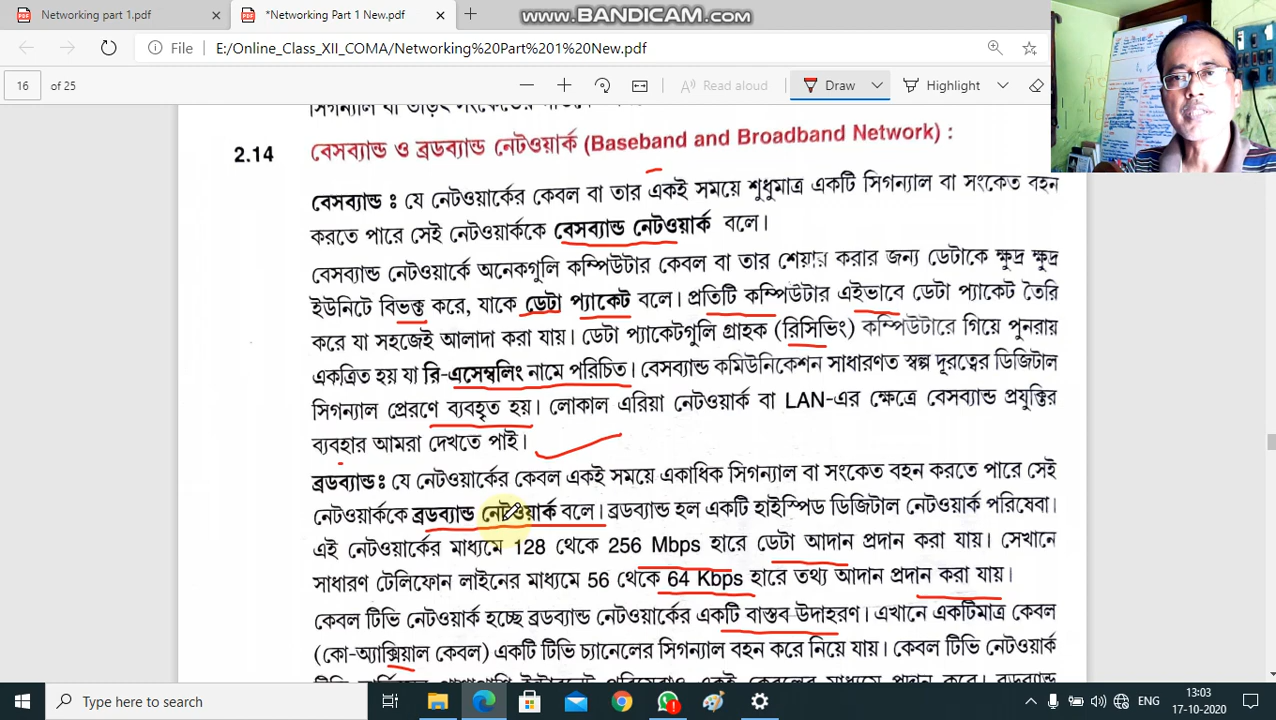 Networking part 1.pdf
*Networking Part 1 New.pdf
www.BANDICAM.com
File E:/Online_Class_XII_COMA/Networking%20Part%201%20New.pdf
16 of 25
Read aloud
Draw
Highlight
2.14 বেসব্যান্ড ও ব্রডব্যান্ড নেটওয়ার্ক (Baseband and Broadband Network) :
বেসব্যান্ড ঃ যে নেটওয়ার্কের কেবল বা তার একই সময়ে শুধুমাত্র একটি সিগন্যাল বা সংকেত বহন
করতে পারে সেই নেটওয়ার্ককে বেসব্যান্ড নেটওয়ার্ক বলে।
বেসব্যান্ড নেটওয়ার্কে অনেকগুলি কম্পিউটার কেবল বা তার শেয়ার করার জন্য ডেটাকে ক্ষুদ্র ক্ষুদ্র
ইউনিটে বিভক্ত করে, যাকে ডেটা প্যাকেট বলে। প্রতিটি কম্পিউটার এইভাবে ডেটা প্যাকেট তৈরি
করে যা সহজেই আলাদা করা যায়। ডেটা প্যাকেটগুলি গ্রাহক (রিসিভিং) কম্পিউটারে গিয়ে পুনরায়
একত্রিত হয় যা রি-এসেম্বলিং নামে পরিচিত। বেসব্যান্ড কমিউনিকেশন সাধারণত স্বল্প দূরত্বের ডিজিটাল
সিগন্যাল প্রেরণে ব্যবহৃত হয়। লোকাল এরিয়া নেটওয়ার্ক বা LAN-এর ক্ষেত্রে বেসব্যান্ড প্রযুক্তির
ব্যবহার আমরা দেখতে পাই।
ব্রডব্যান্ড ঃ যে নেটওয়ার্কের কেবল একই সময়ে একাধিক সিগন্যাল বা সংকেত বহন করতে পারে সেই
নেটওয়ার্ককে ব্রডব্যান্ড নেটওয়ার্ক বলে। ব্রডব্যান্ড হল একটি হাইস্পিড ডিজিটাল নেটওয়ার্ক পরিষেবা।
এই নেটওয়ার্কের মাধ্যমে 128 থেকে 256 Mbps হারে ডেটা আদান প্রদান করা যায়। সেখানে
সাধারণ টেলিফোন লাইনের মাধ্যমে 56 থেকে 64 Kbps হারে তথ্য আদান প্রদান করা যায়।
কেবল টিভি নেটওয়ার্ক হচ্ছে ব্রডব্যান্ড নেটওয়ার্কের একটি বাস্তব উদাহরণ। এখানে একটিমাত্র কেবল
(কো-অ্যাক্সিয়াল কেবল) একটি টিভি চ্যানেলের সিগন্যাল বহন করে নিয়ে যায়। কেবল টিভি নেটওয়ার্ক
Type here to search
ENG
13:03
17-10-2020